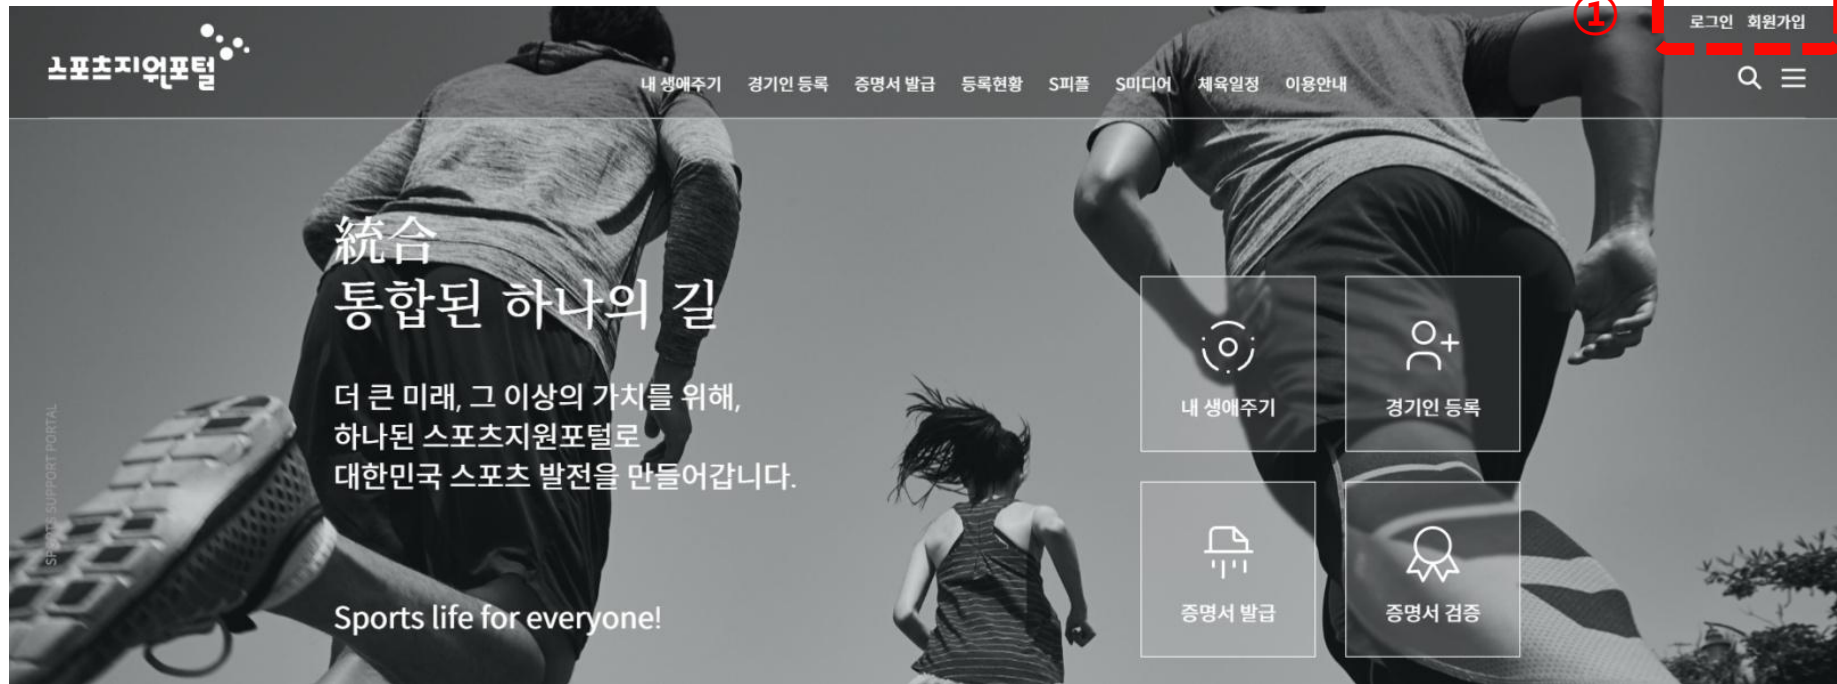 ①
로그인 회원가입
스포츠지원포털
내 생애주기 경기인 등록 증명서 발급 등록현황 S피플 S미디어 체육일정 이용안내
統合
통합된 하나의 길
더 큰 미래, 그 이상의 가치를 위해,
하나된 스포츠지원포털로
대한민국 스포츠 발전을 만들어갑니다.
Sports life for everyone!
내 생애주기
경기인 등록
증명서 발급
증명서 검증
SPORTS SUPPORT PORTAL